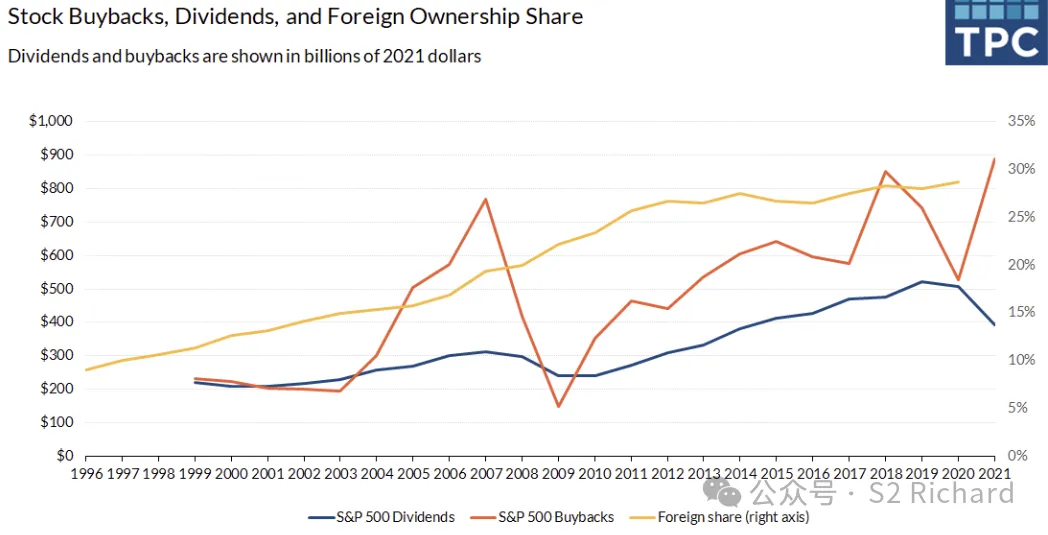 Stock Buybacks, Dividends, and Foreign Ownership Share
TPC
Dividends and buybacks are shown in billions of 2021 dollars
$1,000 35%
$900 30%
$800
$700 25%
$600 20%
$500
$400 15%
$300 10%
$200
$100 5%
$0 0%
1996 1997 1998 1999 2000 2001 2002 2003 2004 2005 2006 2007 2008 2009 2010 2011 2012 2013 2014 2015 2016 2017 2018 2019 2020 2021
公众号 · S2 Richard
S&P 500 Dividends S&P 500 Buybacks Foreign share (right axis)